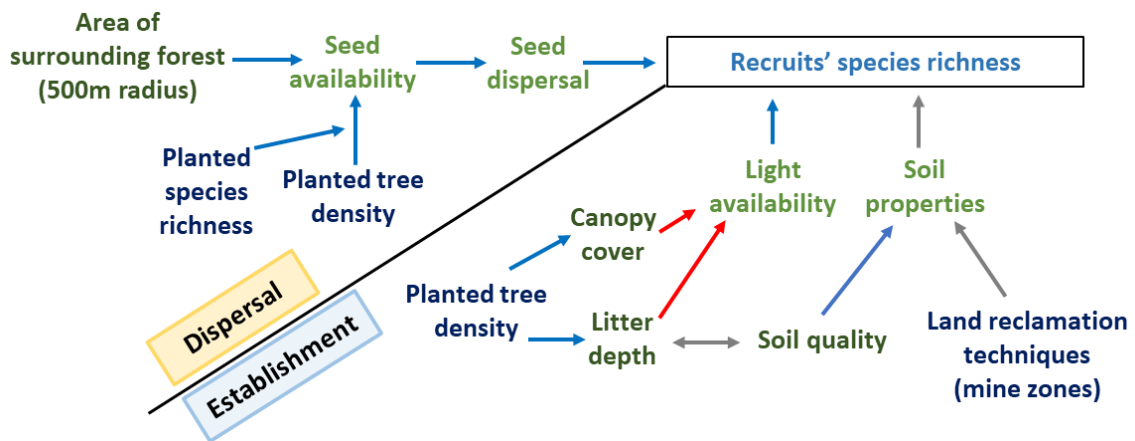 Area of
surrounding forest
(500m radius)
Seed
availability
Seed
dispersal
Recruits' species richness
Planted
species
richness
Planted tree
density
Light
availability
Soil
properties
Canopy
cover
Planted tree
density
Litter
depth
Soil quality
Land reclamation
techniques
(mine zones)
Dispersal
Establishment